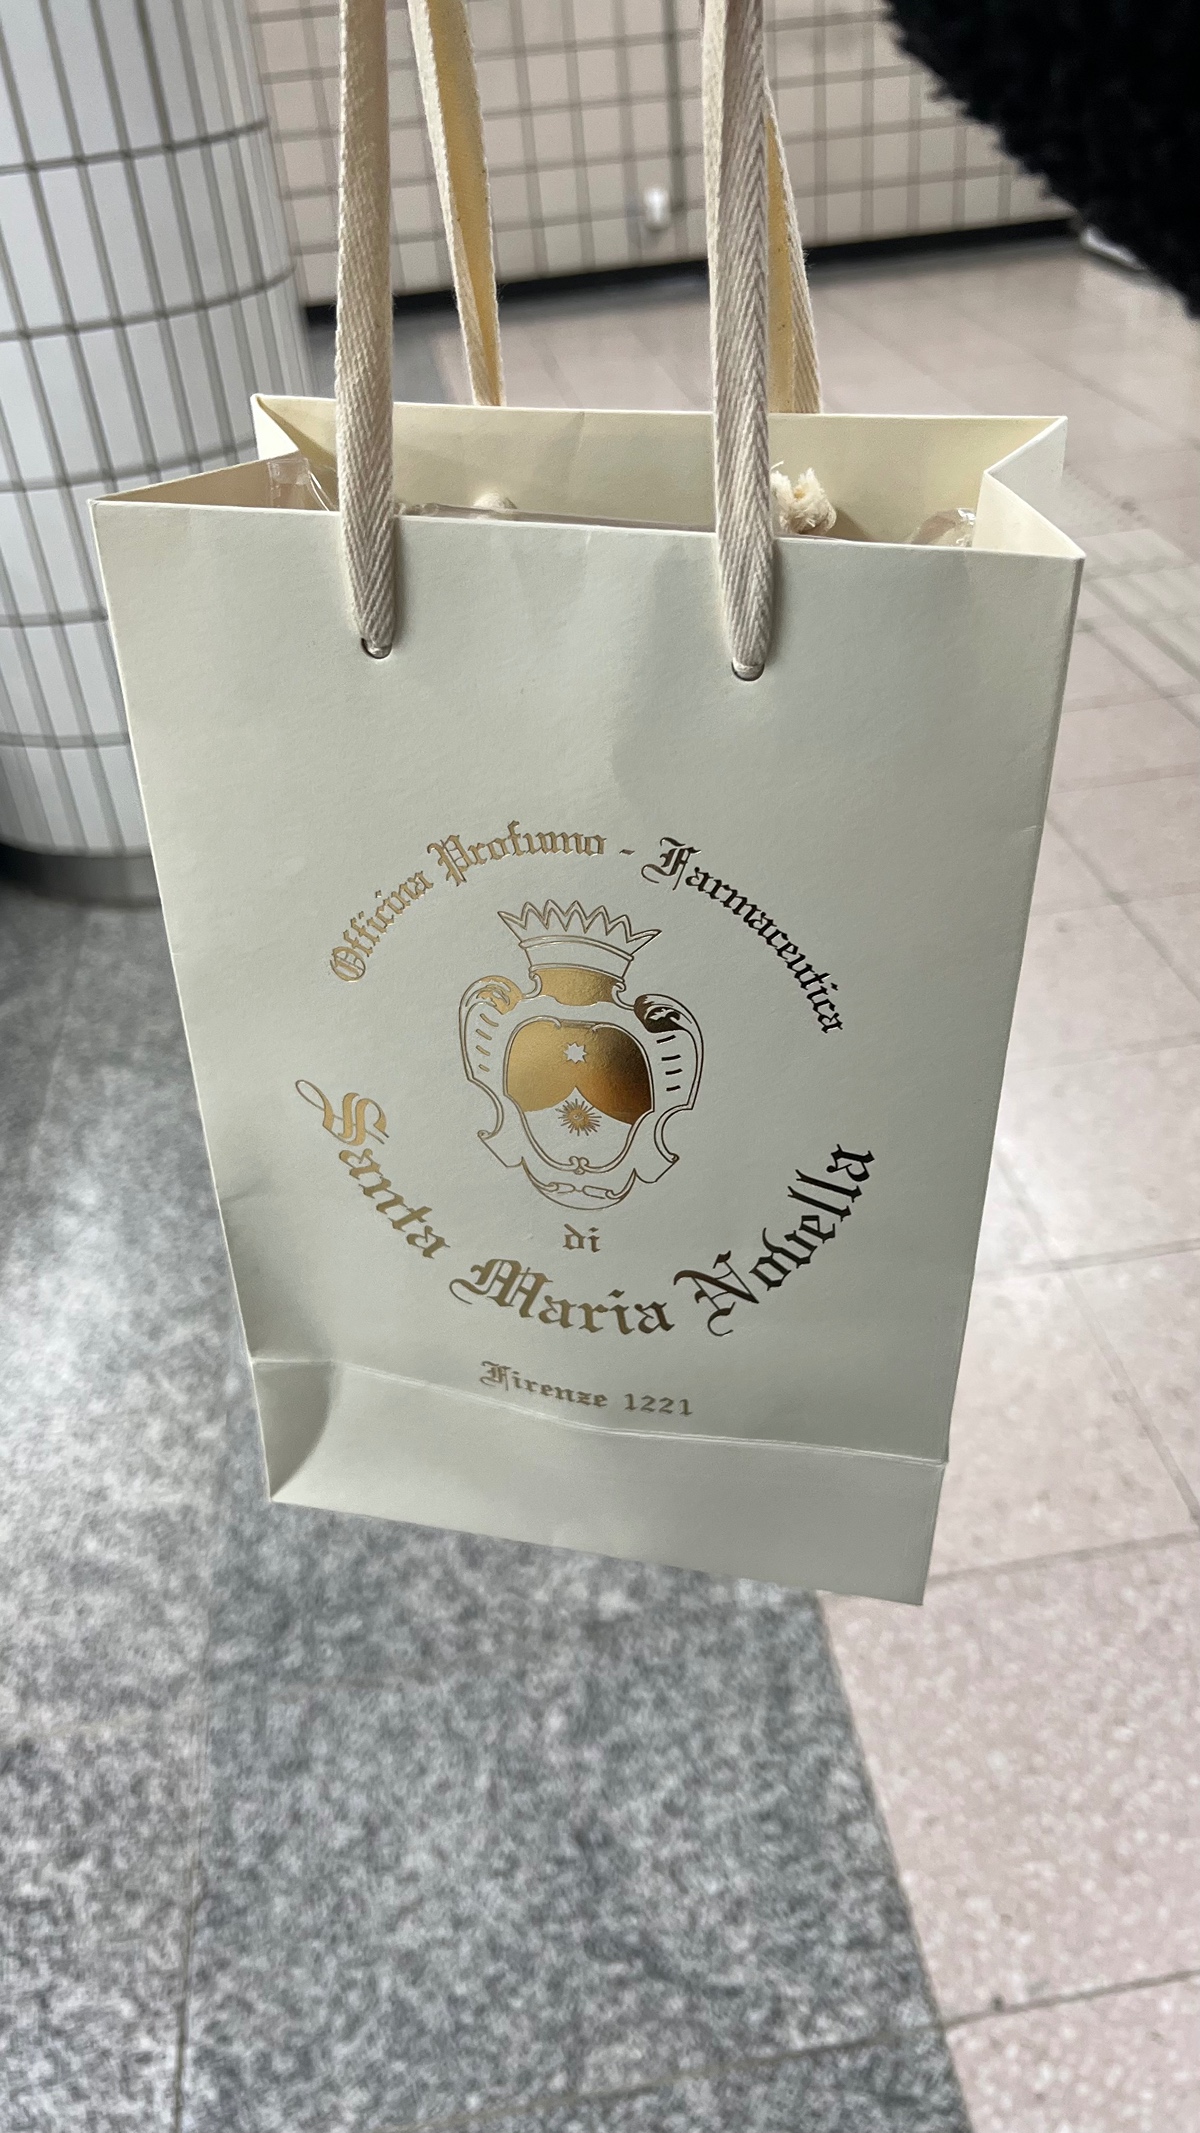 Officina Profumo - Farmaceutica
di
Santa Maria Novella
Firenze 1221